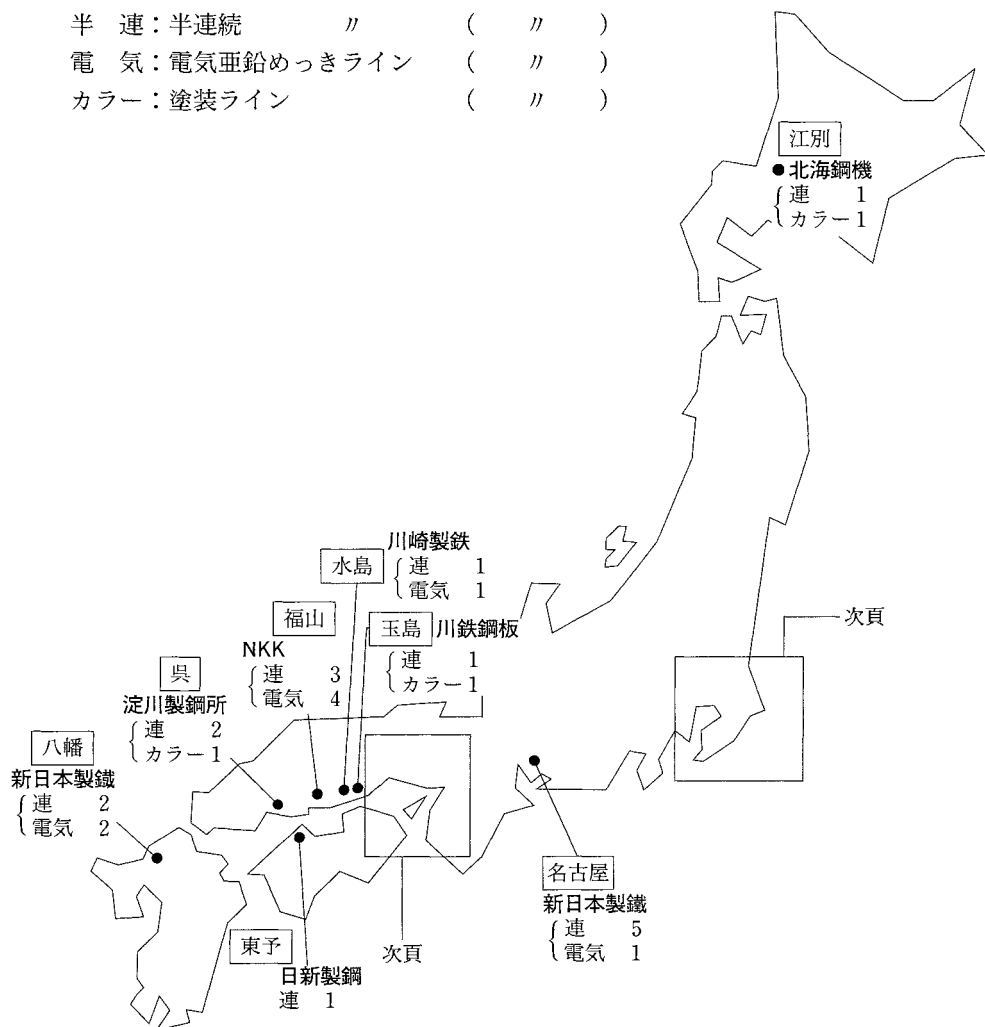 半　連：半連続　　　〃　　　（　〃　）
電　気：電気亜鉛めっきライン　（　〃　）
カラー：塗装ライン　　　　　（　〃　）
江別
●北海鋼機
連　1
カラー1
川崎製鉄
水島
連　1
電気　1
福山
玉島
川鉄鋼板
次頁
NKK
連　3
電気　4
連　1
カラー1
呉
淀川製鋼所
連　2
カラー1
八幡
新日本製鐵
連　2
電気　2
名古屋
新日本製鐵
連　5
電気　1
東予
次頁
日新製鋼
連　1